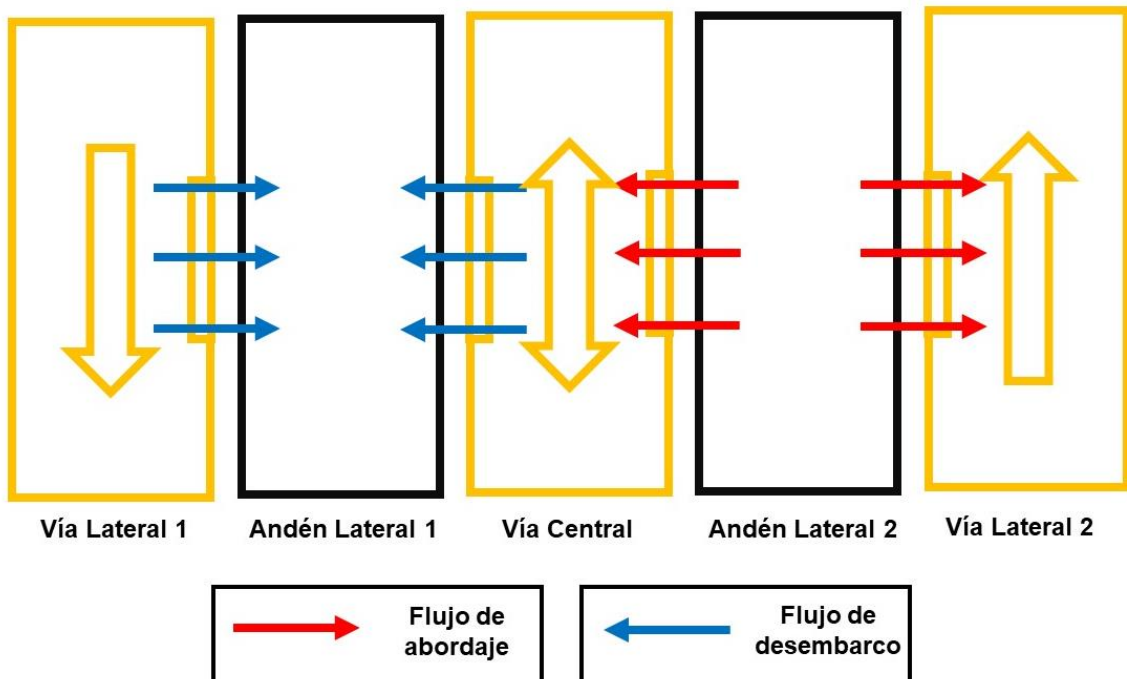 Vía Lateral 1
Andén Lateral 1
Vía Central
Andén Lateral 2
Vía Lateral 2
Flujo de
abordaje
Flujo de
desembarco